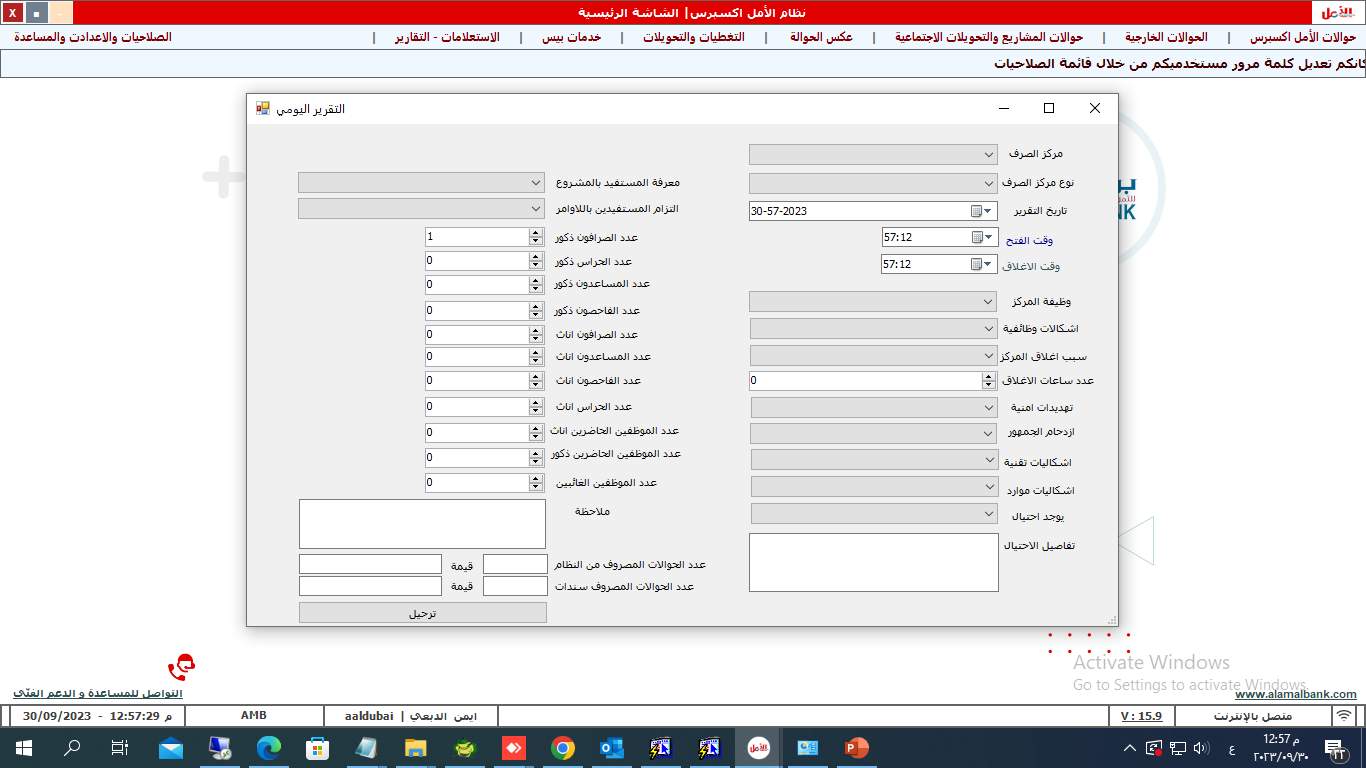 نظام الأمل اكسبرس| الشاشة الرئيسية
X
الأمل
حوالات الأمل اكسبرس | الحوالات الخارجية | حوالات المشاريع والتحويلات الاجتماعية | عكس الحوالة | التغطيات والتحويلات | خدمات بيس | الاستعلامات - التقارير | الصلاحيات والاعدادت والمساعدة
كانكم تعديل كلمة مرور مستخدميكم من خلال قائمة الصلاحيات
التقرير اليومي
مركز الصرف
نوع مركز الصرف
تاريخ التقرير 30-57-2023
وقت الفتح 57:12
وقت الاغلاق 57:12
وظيفة المركز
اشكالات وظائفية
سبب اغلاق المركز
عدد ساعات الاغلاق 0
تهديدات امنية
ازدحام الجمهور
اشكاليات تقنية
اشكاليات موارد
يوجد احتيال
تفاصيل الاحتيال
معرفة المستفيد بالمشروع
التزام المستفيدين باللاوامر
عدد الصرافون ذكور 1
عدد الحراس ذكور 0
عدد المساعدون ذكور 0
عدد الفاحصون ذكور 0
عدد الصرافون اناث 0
عدد المساعدون اناث 0
عدد الفاحصون اناث 0
عدد الحراس اناث 0
عدد الموظفين الحاضرين اناث 0
عدد الموظفين الحاضرين ذكور 0
عدد الموظفين الغائبين 0
ملاحظة
عدد الحوالات المصروف من النظام قيمة
عدد الحوالات المصروف سندات قيمة
ترحيل
Activate Windows
Go to Settings to activate Windows.
www.alamalbank.com
التواصل للمساعدة و الدعم الفنّي
متصل بالإنترنت
V : 15.9
ايمن الدبعي | aaldubai
AMB
30/09/2023 - 12:57:29 م
12:57 م
٢٠٢٣/٠٩/٣٠
ع
١٢